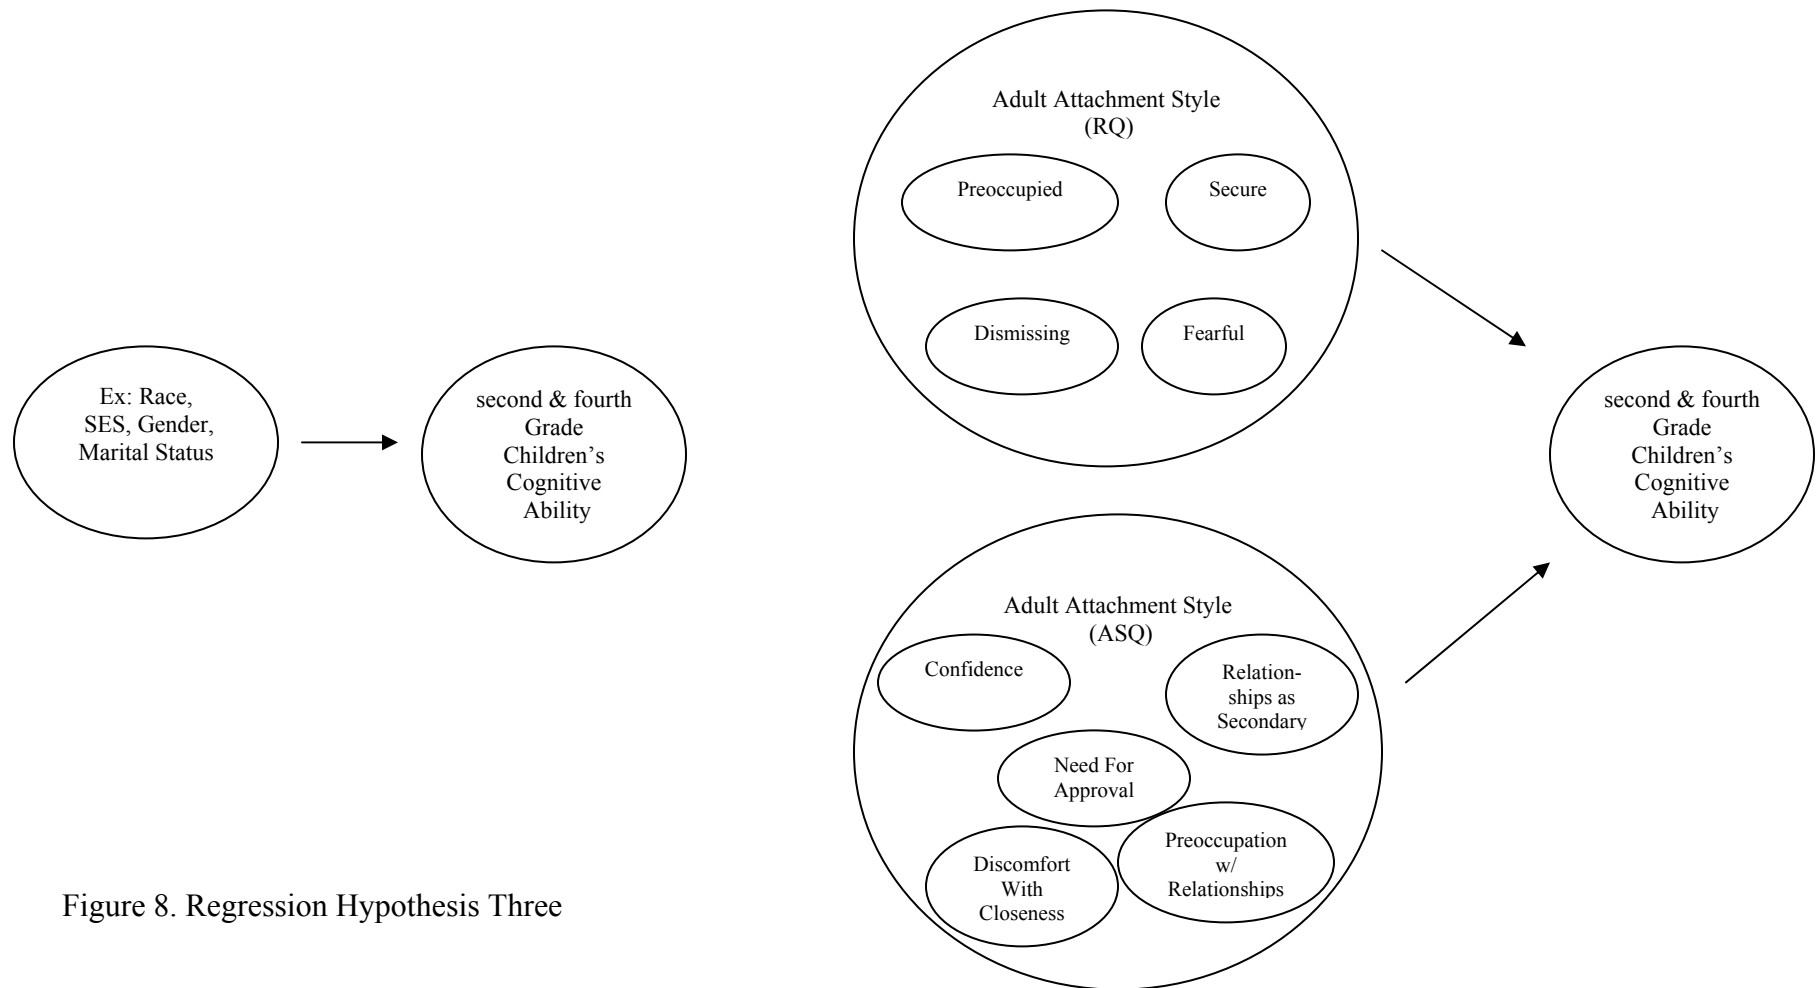 Ex: Race,
SES, Gender,
Marital Status
second & fourth
Grade
Children's
Cognitive
Ability
Adult Attachment Style
(RQ)
Preoccupied
Secure
Dismissing
Fearful
Adult Attachment Style
(ASQ)
Confidence
Relation-
ships as
Secondary
Need For
Approval
Discomfort
With
Closeness
Preoccupation
w/
Relationships
second & fourth
Grade
Children's
Cognitive
Ability
Figure 8. Regression Hypothesis Three